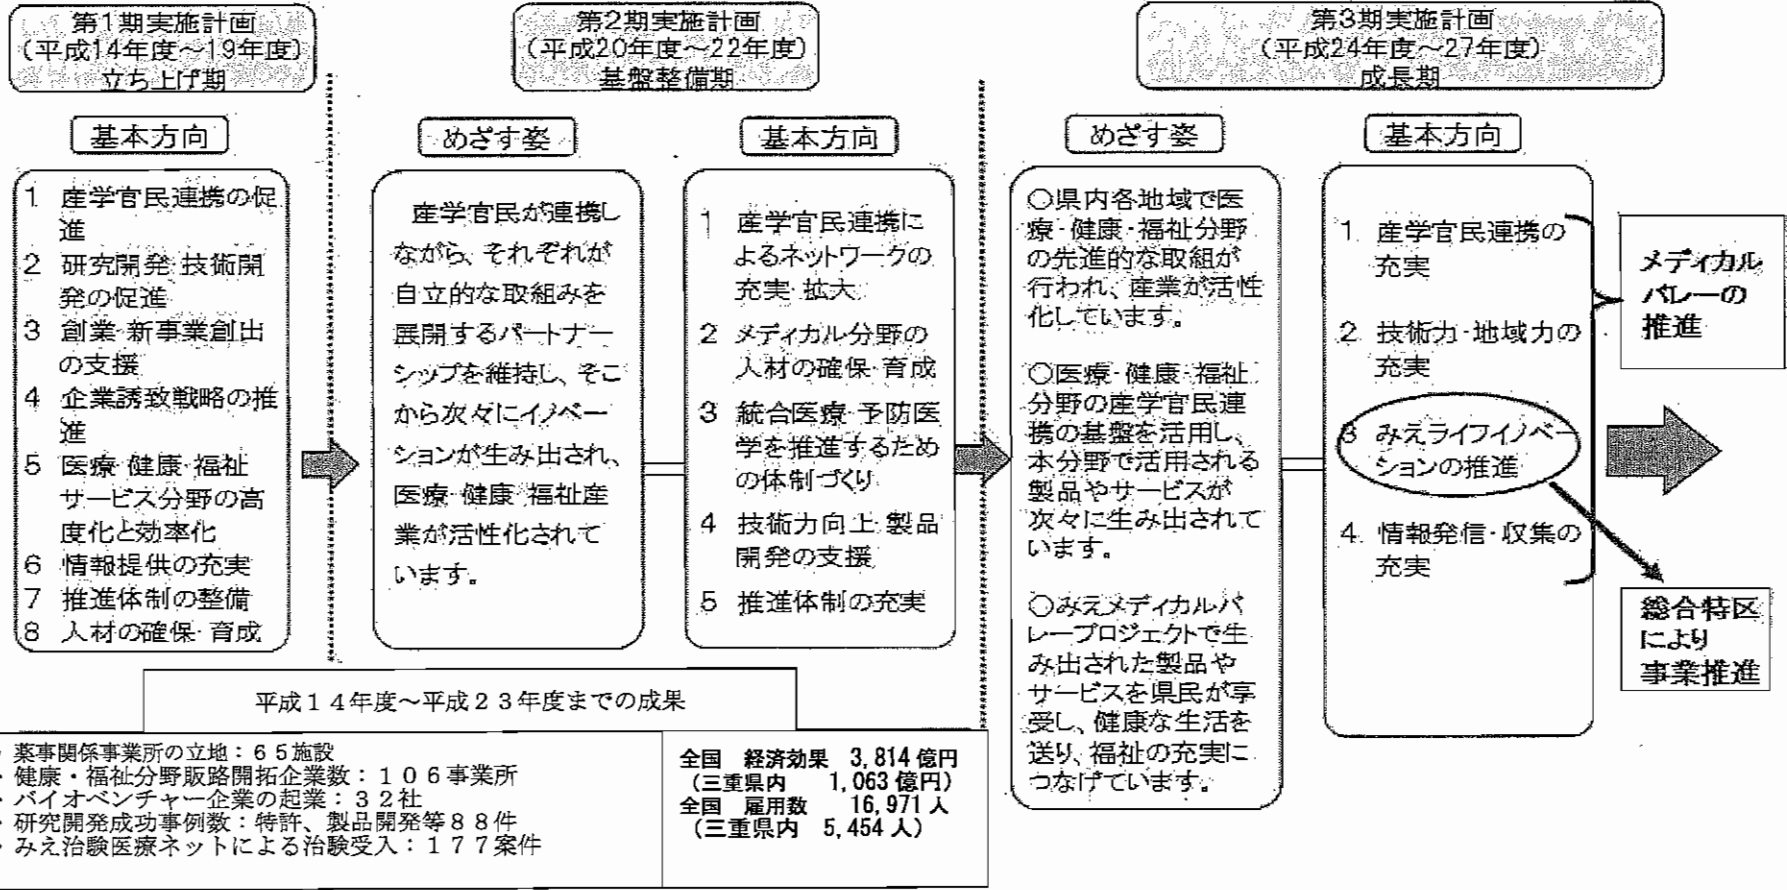 第1期実施計画
(平成14年度～19年度)
立ち上げ期
基本方向
1 産学官民連携の促
進
2 研究開発・技術開
発の促進
3 創業・新事業創出
の支援
4 企業誘致戦略の推
進
5 医療・健康・福祉
サービス分野の高
度化と効率化
6 情報提供の充実
7 推進体制の整備
8 人材の確保・育成
第2期実施計画
(平成20年度～22年度)
基盤整備期
めざす姿
産学官民が連携し
ながら、それぞれが
自立的な取組みを
展開するパートナー
シップを維持し、そこ
から次々にイノベー
ションが生み出され、
医療・健康・福祉産
業が活性化されて
います。
基本方向
1 産学官民連携に
よるネットワークの
充実・拡大
2 メディカル分野の
人材の確保・育成
3 統合医療・予防医
学を推進するため
の体制づくり
4 技術力向上・製品
開発の支援
5 推進体制の充実
第3期実施計画
(平成24年度～27年度)
成長期
めざす姿
○県内各地域で医
療・健康・福祉分野
の先進的な取組が
行われ、産業が活性
化しています。
○医療・健康・福祉
分野の産学官民連
携の基盤を活用し、
本分野で活用される
製品やサービスが
次々に生み出されて
います。
○みえメディカルバ
レープロジェクトで生
み出された製品や
サービスを県民が享
受し、健康な生活を
送り、福祉の充実に
つなげています。
基本方向
1 産学官民連携の
充実
2 技術力・地域力の
充実
3 みえライフイノベー
ションの推進
4 情報発信・収集の
充実
メディカル
バレーの
推進
総合特区
により
事業推進
平成14年度～平成23年度までの成果
・薬事関係事業所の立地：65施設
・健康・福祉分野販路開拓企業数：106事業所
・バイオベンチャー企業の起業：32社
・研究開発成功事例数：特許、製品開発等88件
・みえ治験医療ネットによる治験受入：177案件
全国 経済効果 3,814億円
(三重県内 1,063億円)
全国 雇用数 16,971人
(三重県内 5,454人)